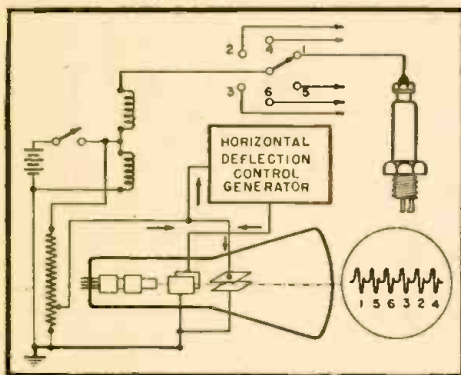 2
4
1
3
6
5
HORIZONTAL
DEFLECTION
CONTROL
GENERATOR
1 5 6 3 2 4